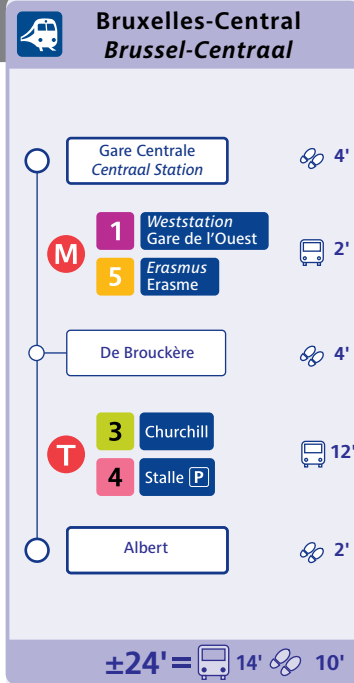 Bruxelles-Central
Brussel-Centraal
Gare Centrale
Centraal Station
4'
M
1
Weststation
Gare de l'Ouest
5
Erasmus
Erasme
2'
De Brouckère
4'
T
3
Churchill
4
Stalle P
12'
Albert
2'
±24' = 14' 10'